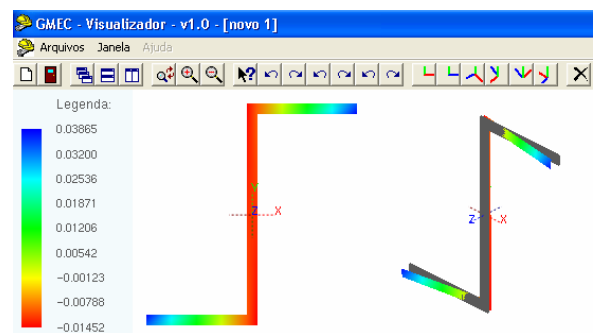 GMEC - Visualizador - v1.0 - [novo 1]
Arquivos Janela Ajuda
Legenda:
0.03865
0.03200
0.02536
0.01871
0.01206
0.00542
-0.00123
-0.00788
-0.01452
Y
Z X
Z X